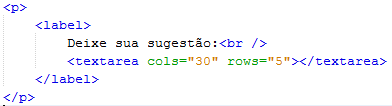 <p>
    <label>
        Deixe sua sugestão:<br />
        <textarea cols="30" rows="5"></textarea>
    </label>
</p>